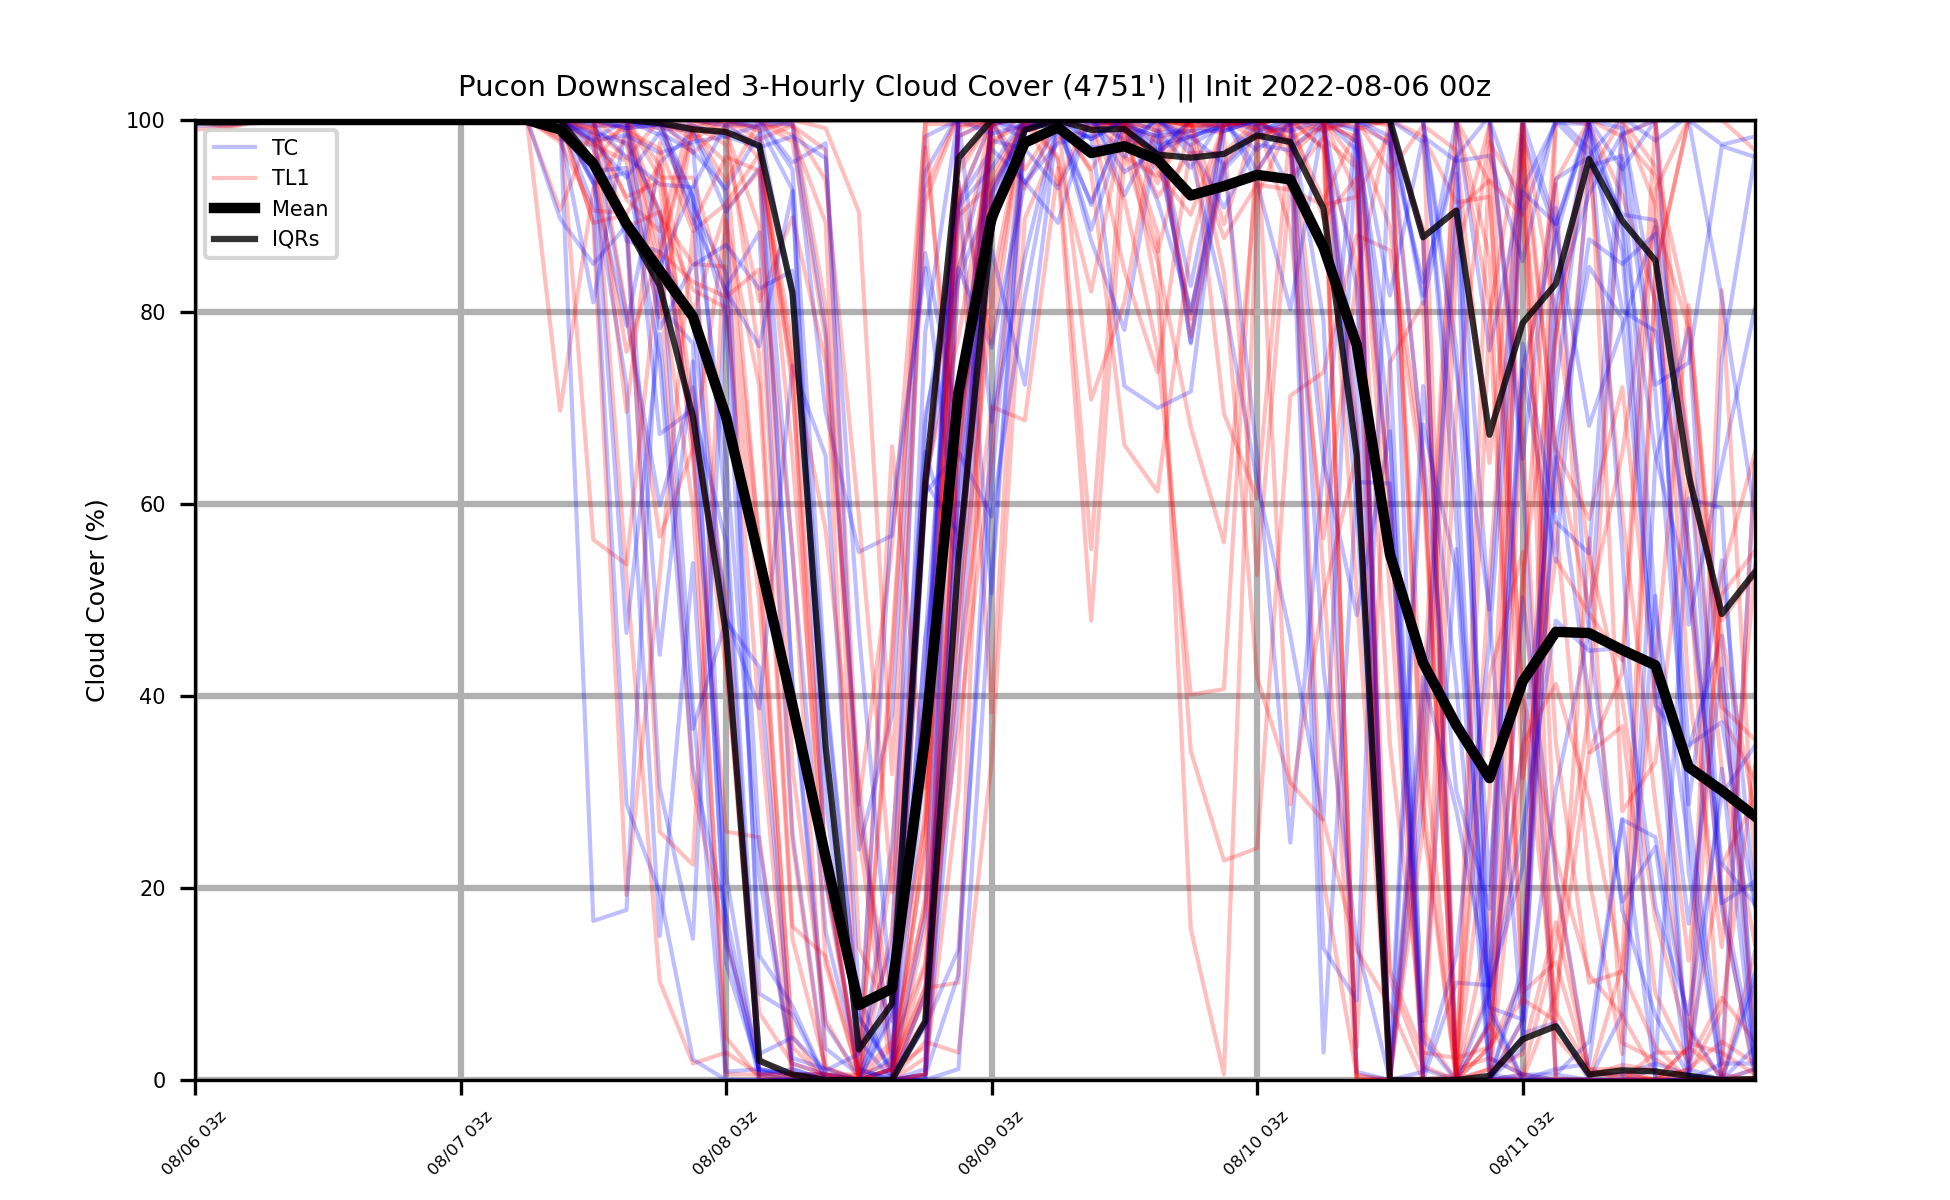 Pucon Downscaled 3-Hourly Cloud Cover (4751') || Init 2022-08-06 00z
TC
TL1
Mean
IQRs
Cloud Cover (%)
100
80
60
40
20
0
08/06 03z
08/07 03z
08/08 03z
08/09 03z
08/10 03z
08/11 03z